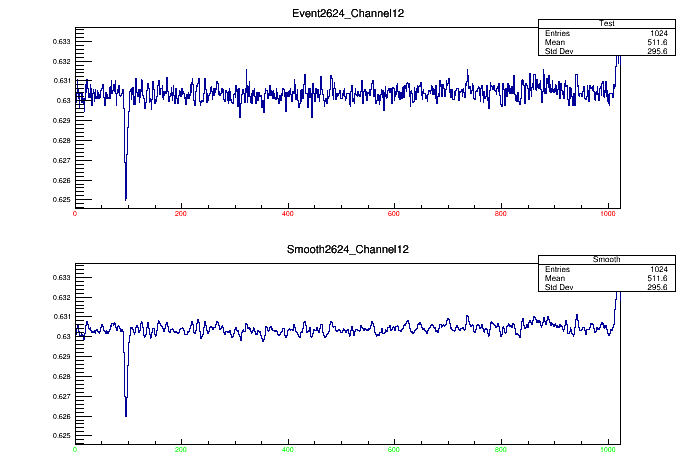 Event2624_Channel12
Test
Entries 1024
Mean 511.6
Std Dev 295.6
0.633
0.632
0.631
0.63
0.629
0.628
0.627
0.626
0.625
0 200 400 600 800 1000
Smooth2624_Channel12
Smooth
Entries 1024
Mean 511.6
Std Dev 295.6
0.633
0.632
0.631
0.63
0.629
0.628
0.627
0.626
0.625
0 200 400 600 800 1000